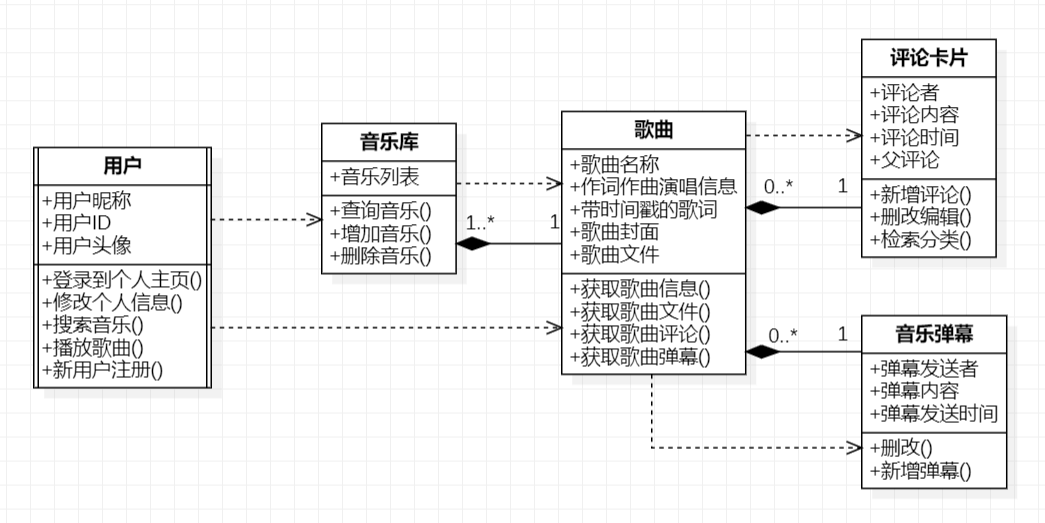 用户
+用户昵称
+用户ID
+用户头像
+登录到个人主页()
+修改个人信息()
+搜索音乐()
+播放歌曲()
+新用户注册()
音乐库
+音乐列表
+查询音乐()
+增加音乐()
+删除音乐()
1..*
1
歌曲
+歌曲名称
+作词作曲演唱信息
+带时间戳的歌词
+歌曲封面
+歌曲文件
+获取歌曲信息()
+获取歌曲文件()
+获取歌曲评论()
+获取歌曲弹幕()
0..*
1
0..*
1
评论卡片
+评论者
+评论内容
+评论时间
+父评论
+新增评论()
+删改编辑()
+检索分类()
音乐弹幕
+弹幕发送者
+弹幕内容
+弹幕发送时间
+删改()
+新增弹幕()